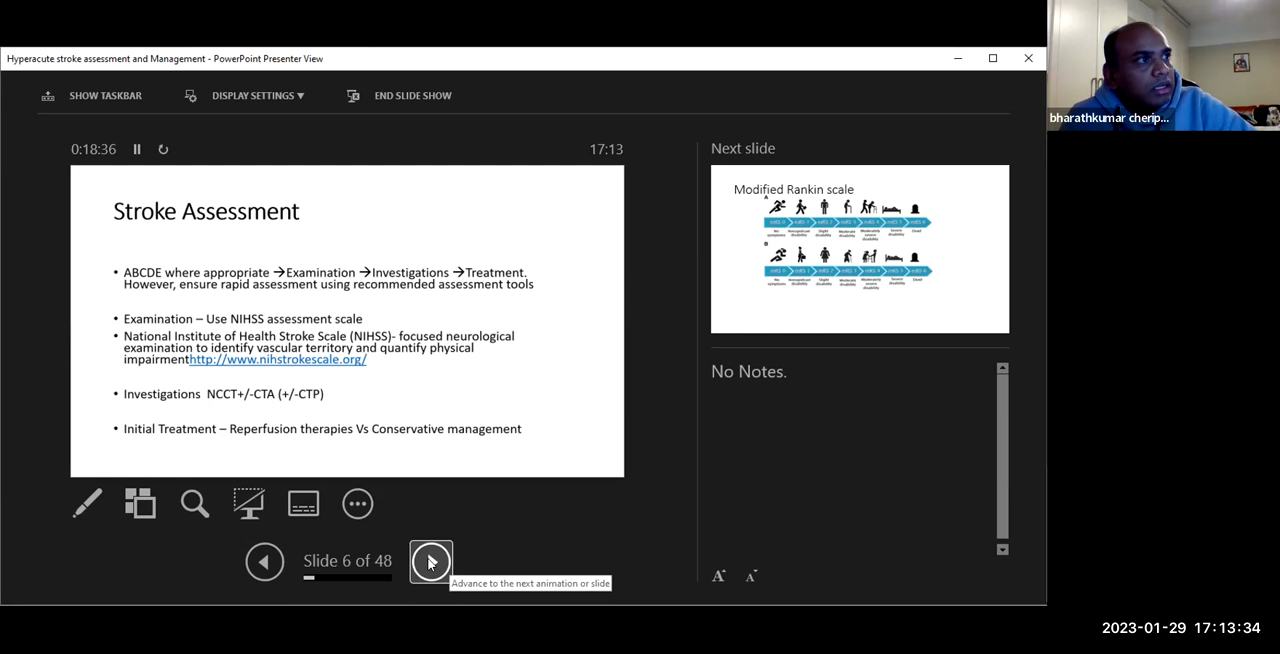 Hyperacute stroke assessment and Management - PowerPoint Presenter View
SHOW TASKBAR
DISPLAY SETTINGS ▼
END SLIDE SHOW
0:18:36
17:13
Stroke Assessment
• ABCDE where appropriate →Examination →Investigations →Treatment.
However, ensure rapid assessment using recommended assessment tools
• Examination – Use NIHSS assessment scale
• National Institute of Health Stroke Scale (NIHSS)- focused neurological
examination to identify vascular territory and quantify physical
impairmenthttp://www.nihstrokescale.org/
• Investigations NCCT+/-CTA (+/-CTP)
• Initial Treatment – Reperfusion therapies Vs Conservative management
Slide 6 of 48
Advance to the next animation or slide
Next slide
Modified Rankin scale
No Notes.
A
A
bharathkumar cherip...
2023-01-29 17:13:34